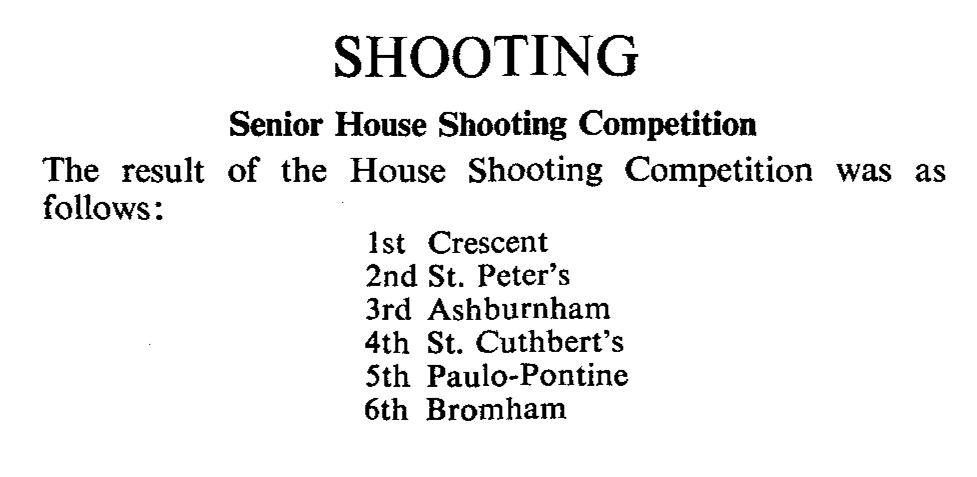 SHOOTING
Senior House Shooting Competition
The result of the House Shooting Competition was as
follows:
1st Crescent
2nd St. Peter's
3rd Ashburnham
4th St. Cuthbert's
5th Paulo-Pontine
6th Bromham